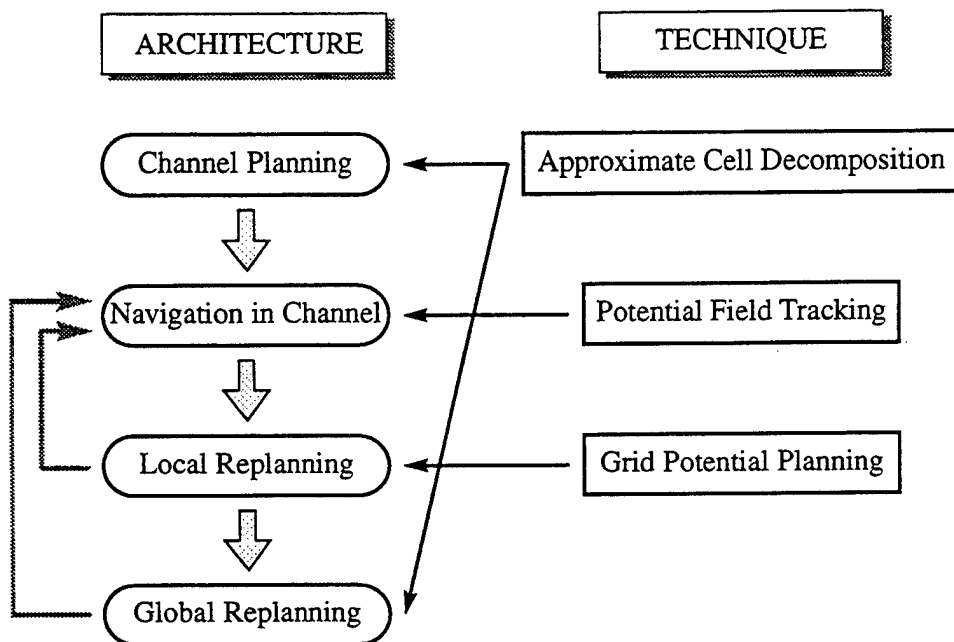 ARCHITECTURE
TECHNIQUE
Channel Planning
Approximate Cell Decomposition
Navigation in Channel
Potential Field Tracking
Local Replanning
Grid Potential Planning
Global Replanning